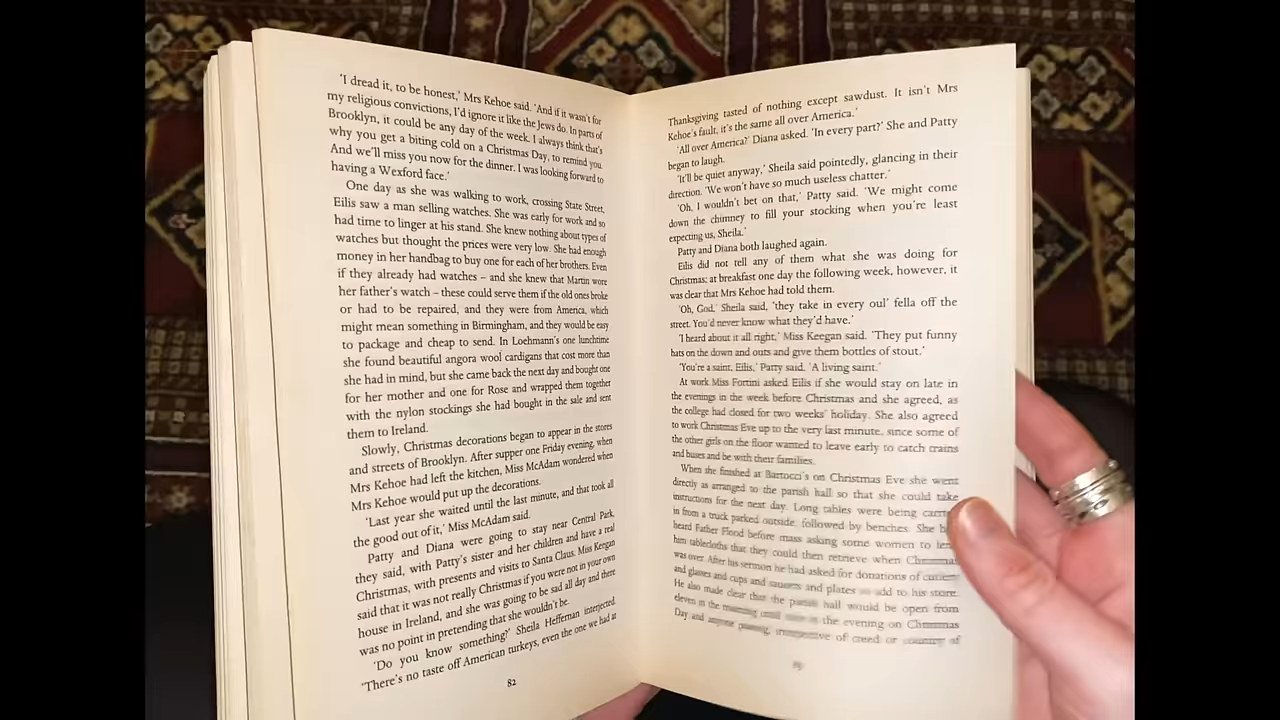 'I dread it, to be honest,' Mrs Kehoe said. 'And if it wasn't for
my religious convictions, I'd ignore it like the Jews do. In parts of
Brooklyn, it could be any day of the week. I always think that's
why you get a biting cold on a Christmas Day, to remind you.
And we'll miss you now for the dinner. I was looking forward to
having a Wexford face.'
One day as she was walking to work, crossing State Street,
Eilis saw a man selling watches. She was early for work and so
had time to linger at his stand. She knew nothing about types of
watches but thought the prices were very low. She had enough
money in her handbag to buy one for each of her brothers. Even
if they already had watches – and she knew that Martin wore
her father's watch – these could serve them if the old ones broke
or had to be repaired, and they were from America, which
might mean something in Birmingham, and they would be easy
to package and cheap to send. In Loehmann's one lunchtime
she found beautiful angora wool cardigans that cost more than
she had in mind, but she came back the next day and bought one
for her mother and one for Rose and wrapped them together
with the nylon stockings she had bought in the sale and sent
them to Ireland.
Slowly, Christmas decorations began to appear in the stores
and streets of Brooklyn. After supper one Friday evening, when
Mrs Kehoe had left the kitchen, Miss McAdam wondered when
Mrs Kehoe would put up the decorations.
'Last year she waited until the last minute, and that took all
the good out of it,' Miss McAdam said.
Patty and Diana were going to stay near Central Park,
they said, with Patty's sister and her children and have a real
Christmas, with presents and visits to Santa Claus. Miss Keegan
said that it was not really Christmas if you were not in your own
house in Ireland, and she was going to be sad all day and there
was no point in pretending that she wouldn't be.
'Do you know something?' Sheila Heffernan interjected.
'There's no taste off American turkeys, even the one we had at
82
Thanksgiving tasted of nothing except sawdust. It isn't Mrs
Kehoe's fault, it's the same all over America.'
'All over America?' Diana asked. 'In every part?' She and Patty
began to laugh.
'It'll be quiet anyway,' Sheila said pointedly, glancing in their
direction. 'We won't have so much useless chatter.'
'Oh, I wouldn't bet on that,' Patty said. 'We might come
down the chimney to fill your stocking when you're least
expecting us, Sheila.'
Patty and Diana both laughed again.
Eilis did not tell any of them what she was doing for
Christmas; at breakfast one day the following week, however, it
was clear that Mrs Kehoe had told them.
'Oh, God,' Sheila said, 'they take in every oul' fella off the
street. You'd never know what they'd have.'
'I heard about it all right,' Miss Keegan said. 'They put funny
hats on the down and outs and give them bottles of stout.'
'You're a saint, Eilis,' Patty said. 'A living saint.'
At work Miss Fortini asked Eilis if she would stay on late in
the evenings in the week before Christmas and she agreed, as
the college had closed for two weeks' holiday. She also agreed
to work Christmas Eve up to the very last minute, since some of
the other girls on the floor wanted to leave early to catch trains
and buses and be with their families.
When she finished at Bartocci's on Christmas Eve she went
directly as arranged to the parish hall so that she could take
instructions for the next day. Long tables were being
in from a truck parked outside, followed by benches. She
heard Father Flood before mass asking some women to
him tablecloths that they could then retrieve when Christmas
was over. After his sermon he had asked for donations of
and glasses and cups and saucers and plates to add to his store.
He also made clear that the parish hall would be open from
eleven in the morning until in the evening on Christmas
Day and anyone passing, irrespective of creed or country of